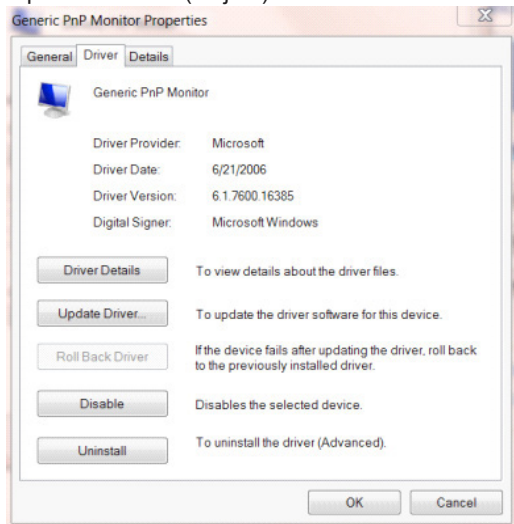 Generic PnP Monitor Properties
General Driver Details
Generic PnP Monitor
Driver Provider: Microsoft
Driver Date: 6/21/2006
Driver Version: 6.1.7600.16385
Digital Signer: Microsoft Windows
Driver Details To view details about the driver files.
Update Driver... To update the driver software for this device.
Roll Back Driver If the device fails after updating the driver, roll back
to the previously installed driver.
Disable Disables the selected device.
Uninstall To uninstall the driver (Advanced).
OK Cancel